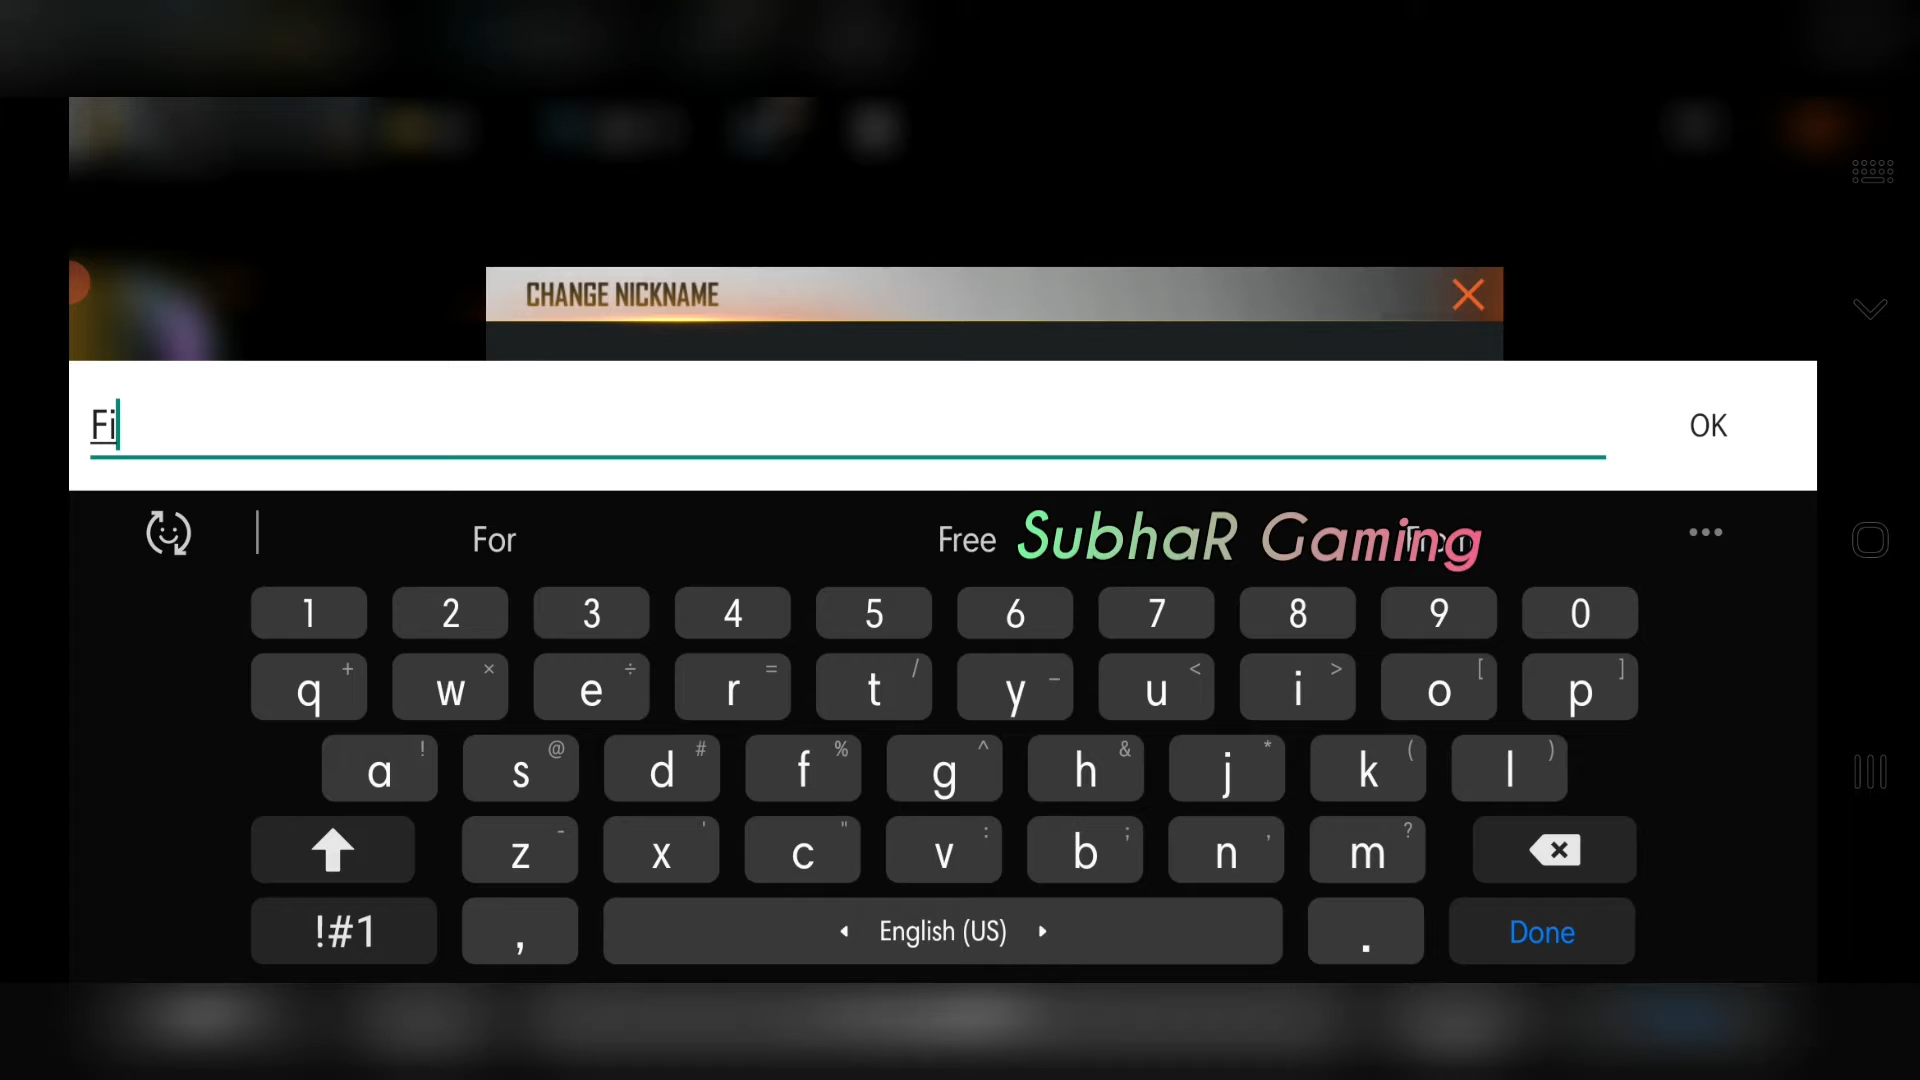 CHANGE NICKNAME
Fi
OK
For Free SubhaR Gaming
1 2 3 4 5 6 7 8 9 0
q + w × e ÷ r = t / y _ u < i > o [ p ]
a ! s @ d # f % g ^ h & j * k ( l )
z - x ' c " v : b ; n , m ?
!#1 , English (US) . Done